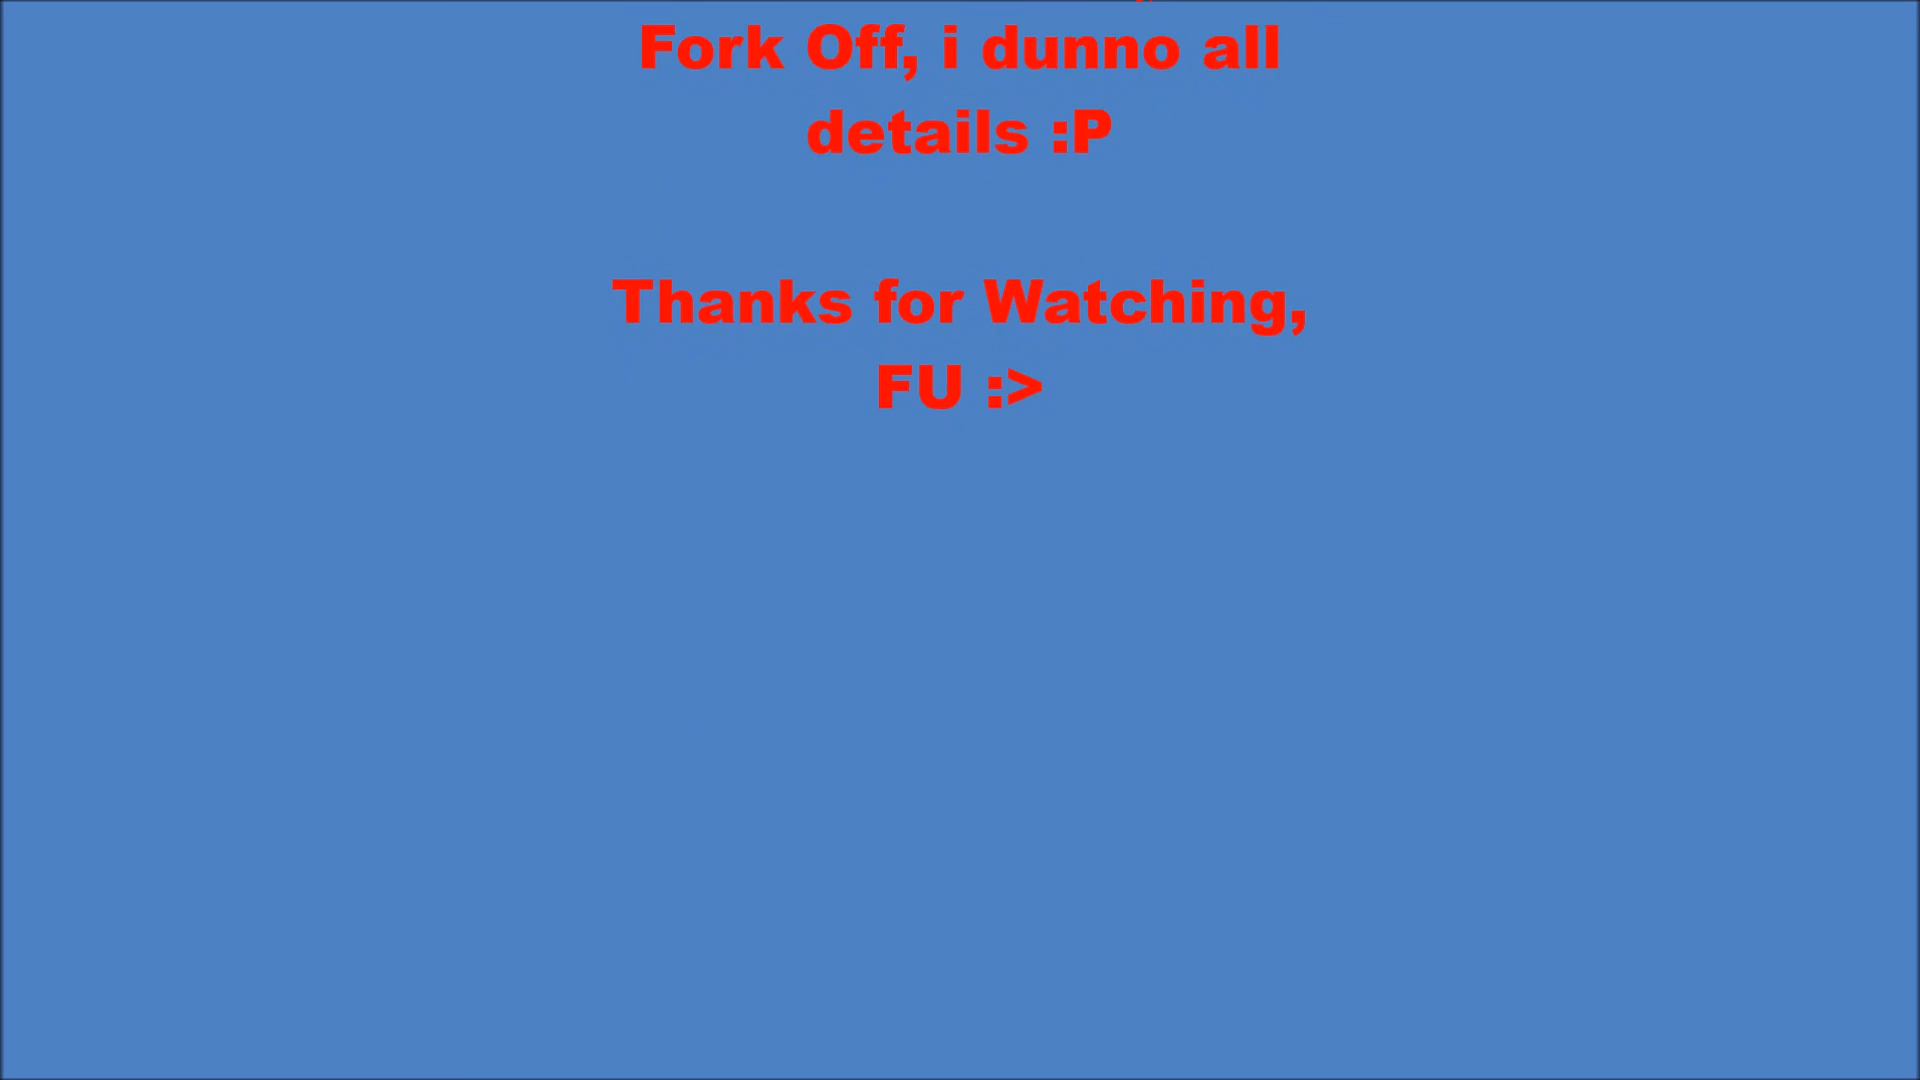 Fork Off, i dunno all
details :P
Thanks for Watching,
FU :>